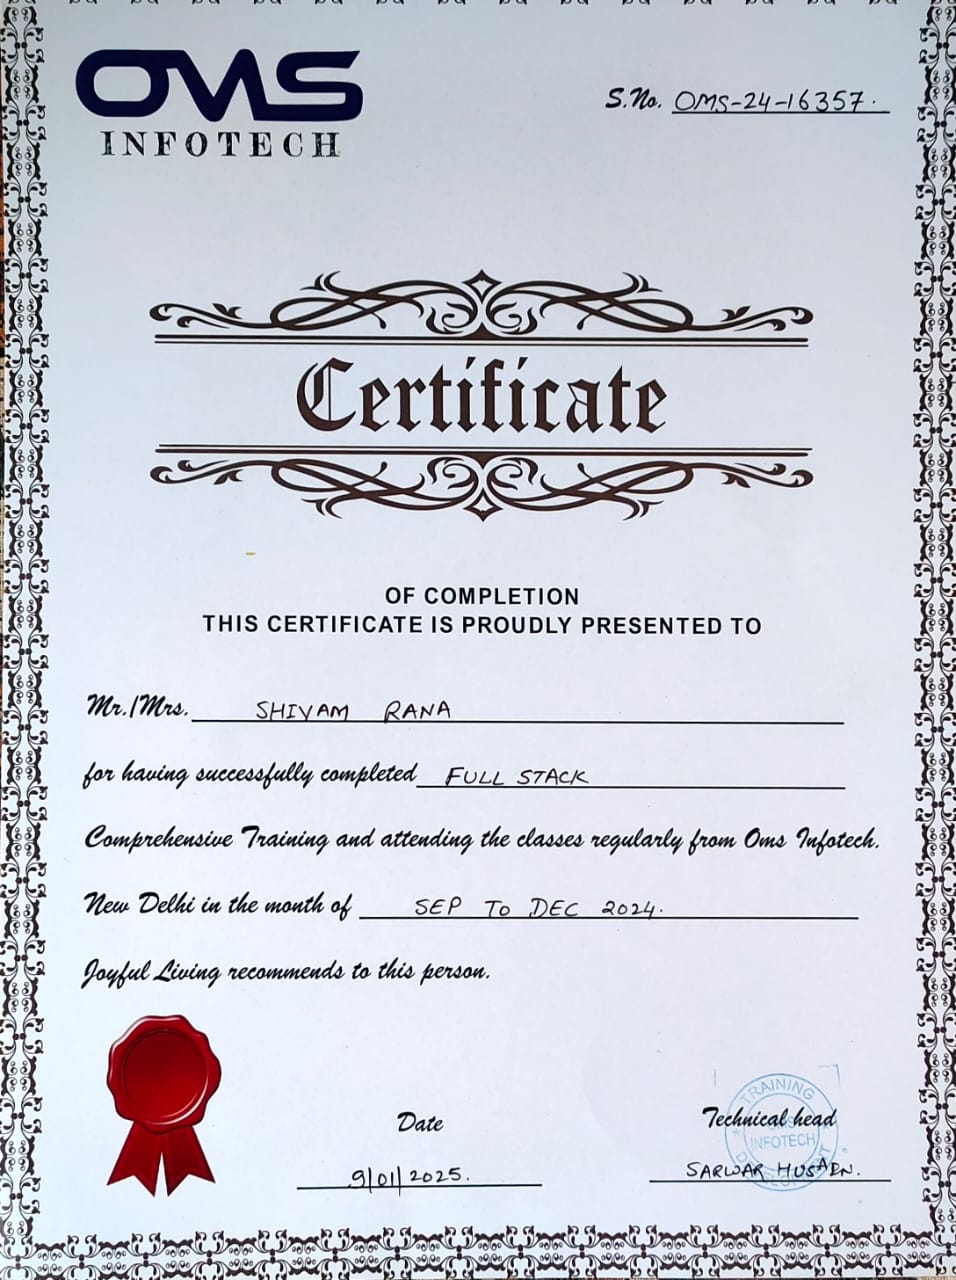 OMS
INFOTECH
S.No. OMS-24-16357.
Certificate
OF COMPLETION
THIS CERTIFICATE IS PROUDLY PRESENTED TO
Mr./Mrs. SHIVAM RANA
for having successfully completed FULL STACK
Comprehensive Training and attending the classes regularly from Oms Infotech.
New Delhi in the month of SEP TO DEC 2024.
Joyful Living recommends to this person.
Date
9/01/2025.
TRAINING
Technical head
OMS
INFOTECH
SARWAR HUSAIN.
DEVELOPMENT